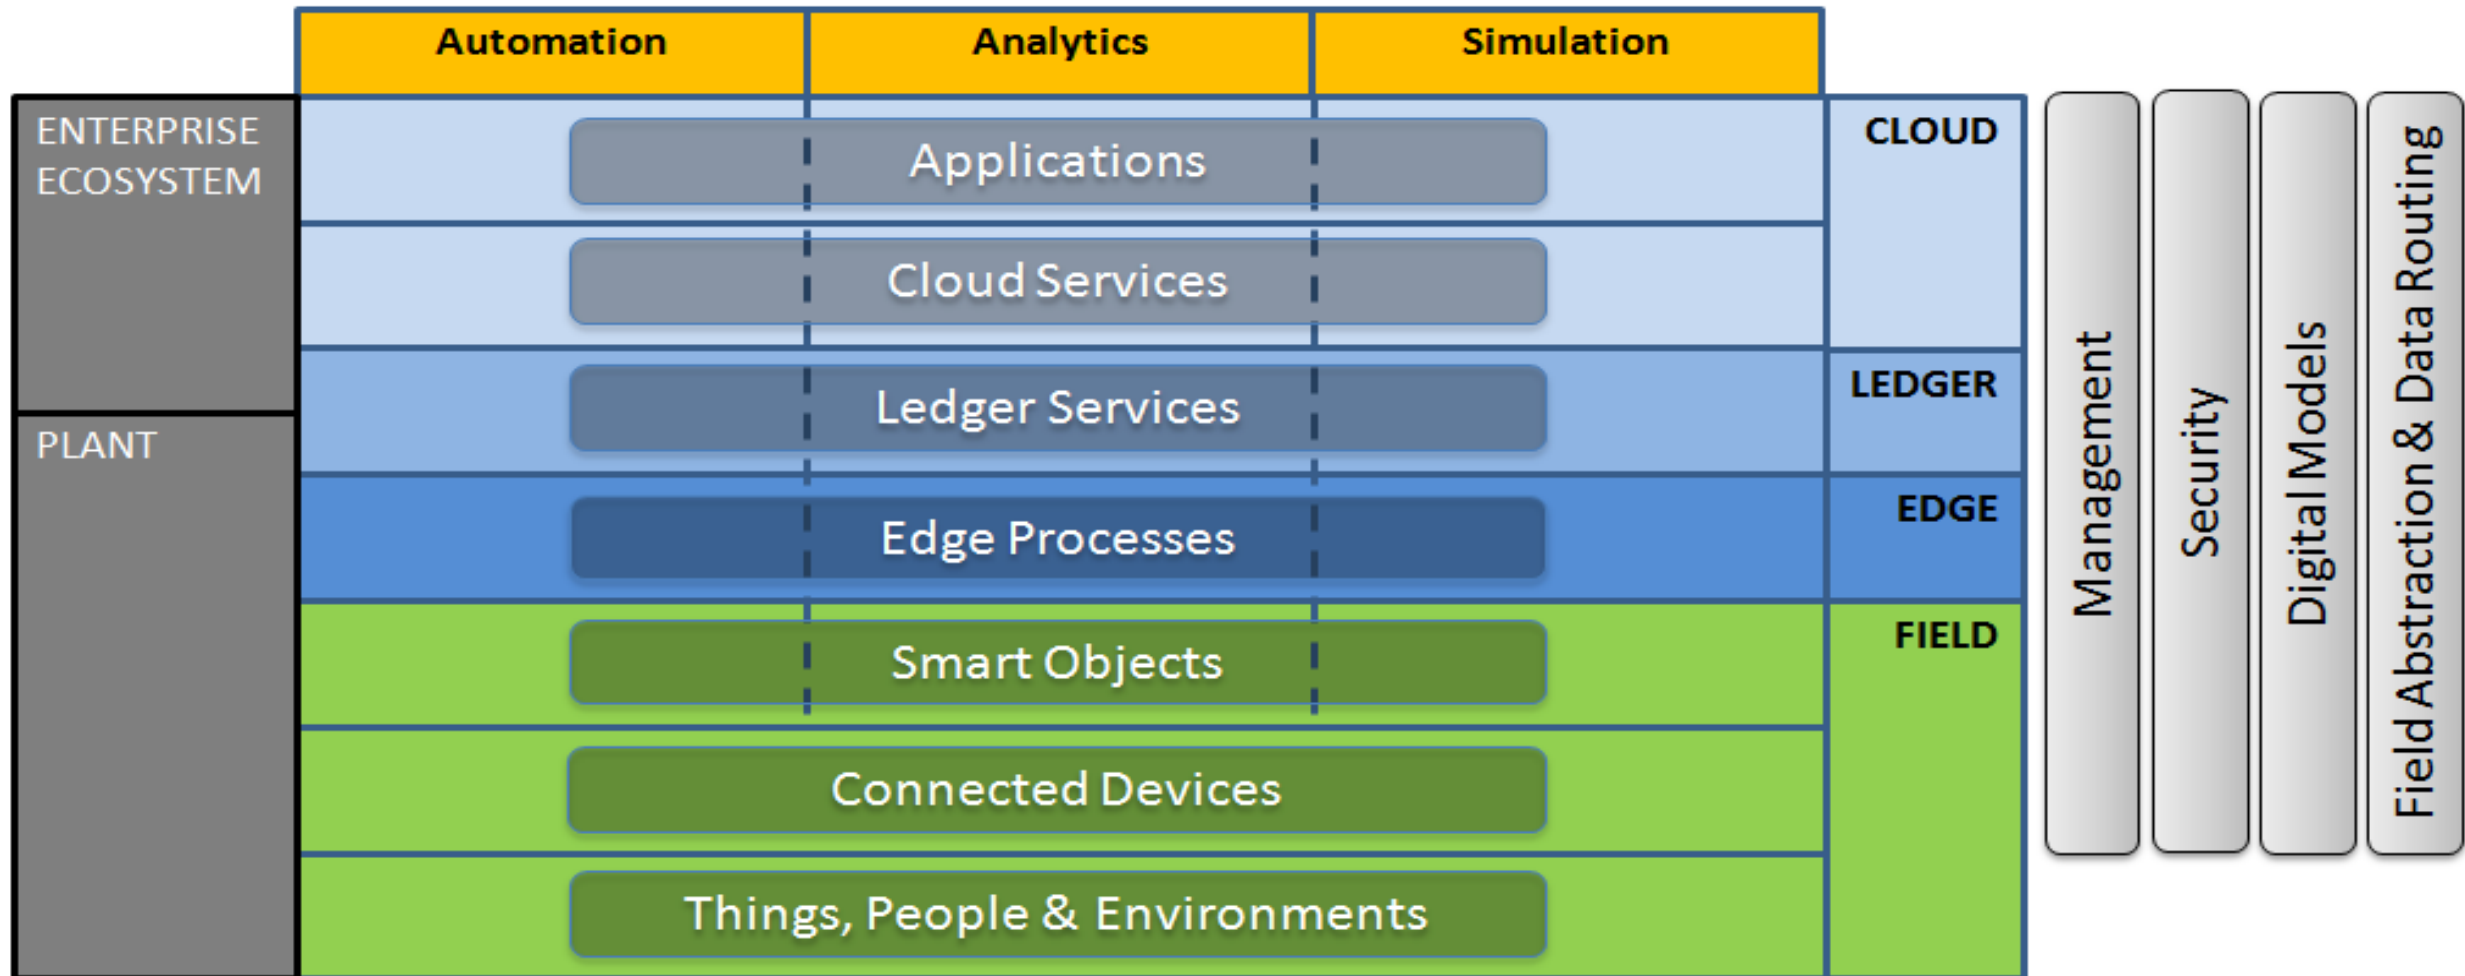 Automation
Analytics
Simulation
ENTERPRISE
ECOSYSTEM
PLANT
Applications
Cloud Services
Ledger Services
Edge Processes
Smart Objects
Connected Devices
Things, People & Environments
CLOUD
LEDGER
EDGE
FIELD
Management
Security
Digital Models
Field Abstraction & Data Routing